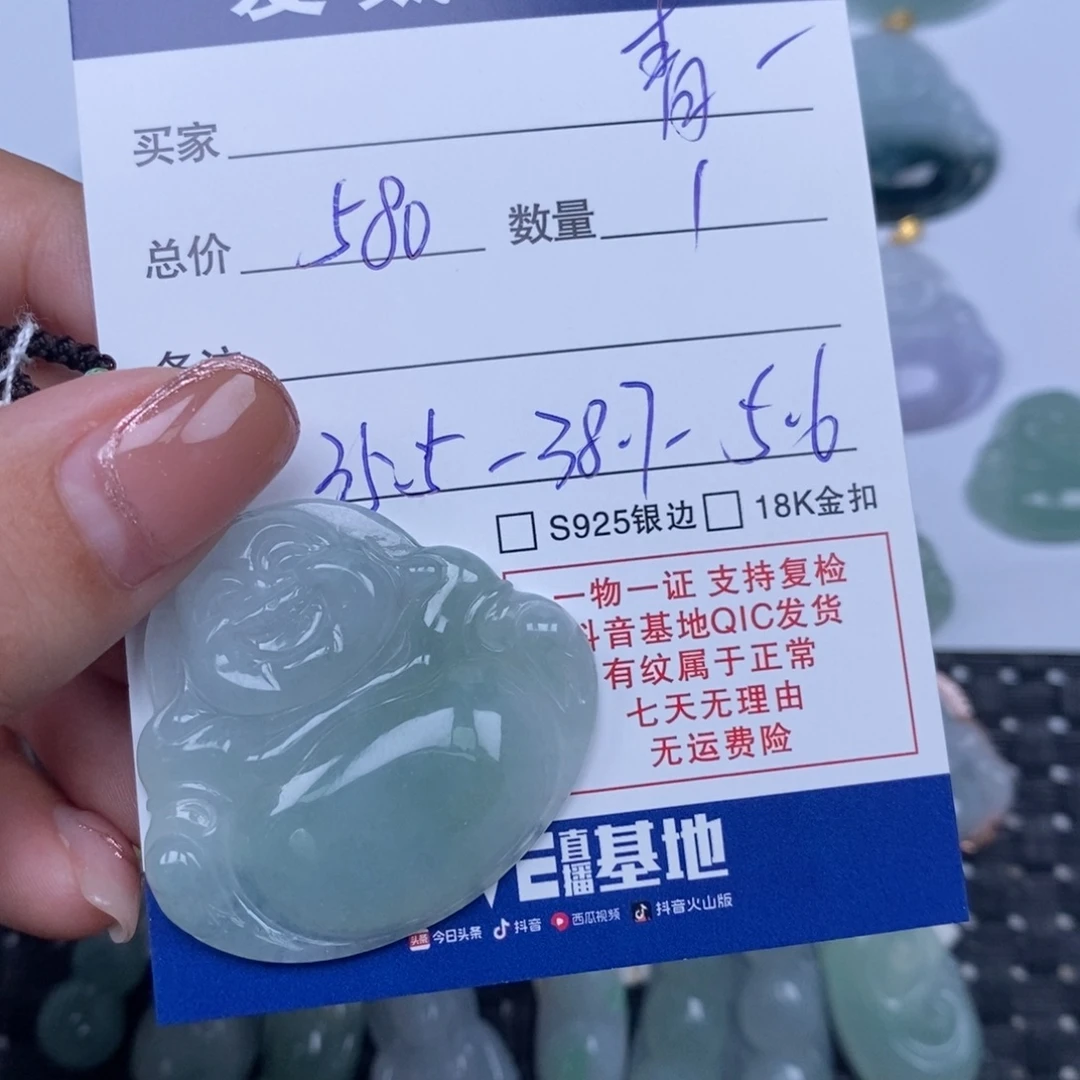 青一
买家
总价 580 数量 1
备注
35.5-38.7-5.6
S925银边 18K金扣
一物一证 支持复检
抖音基地QIC发货
有纹属于正常
七天无理由
无运费险
直播基地
头条 今日头条 抖音 西瓜视频 抖音火山版